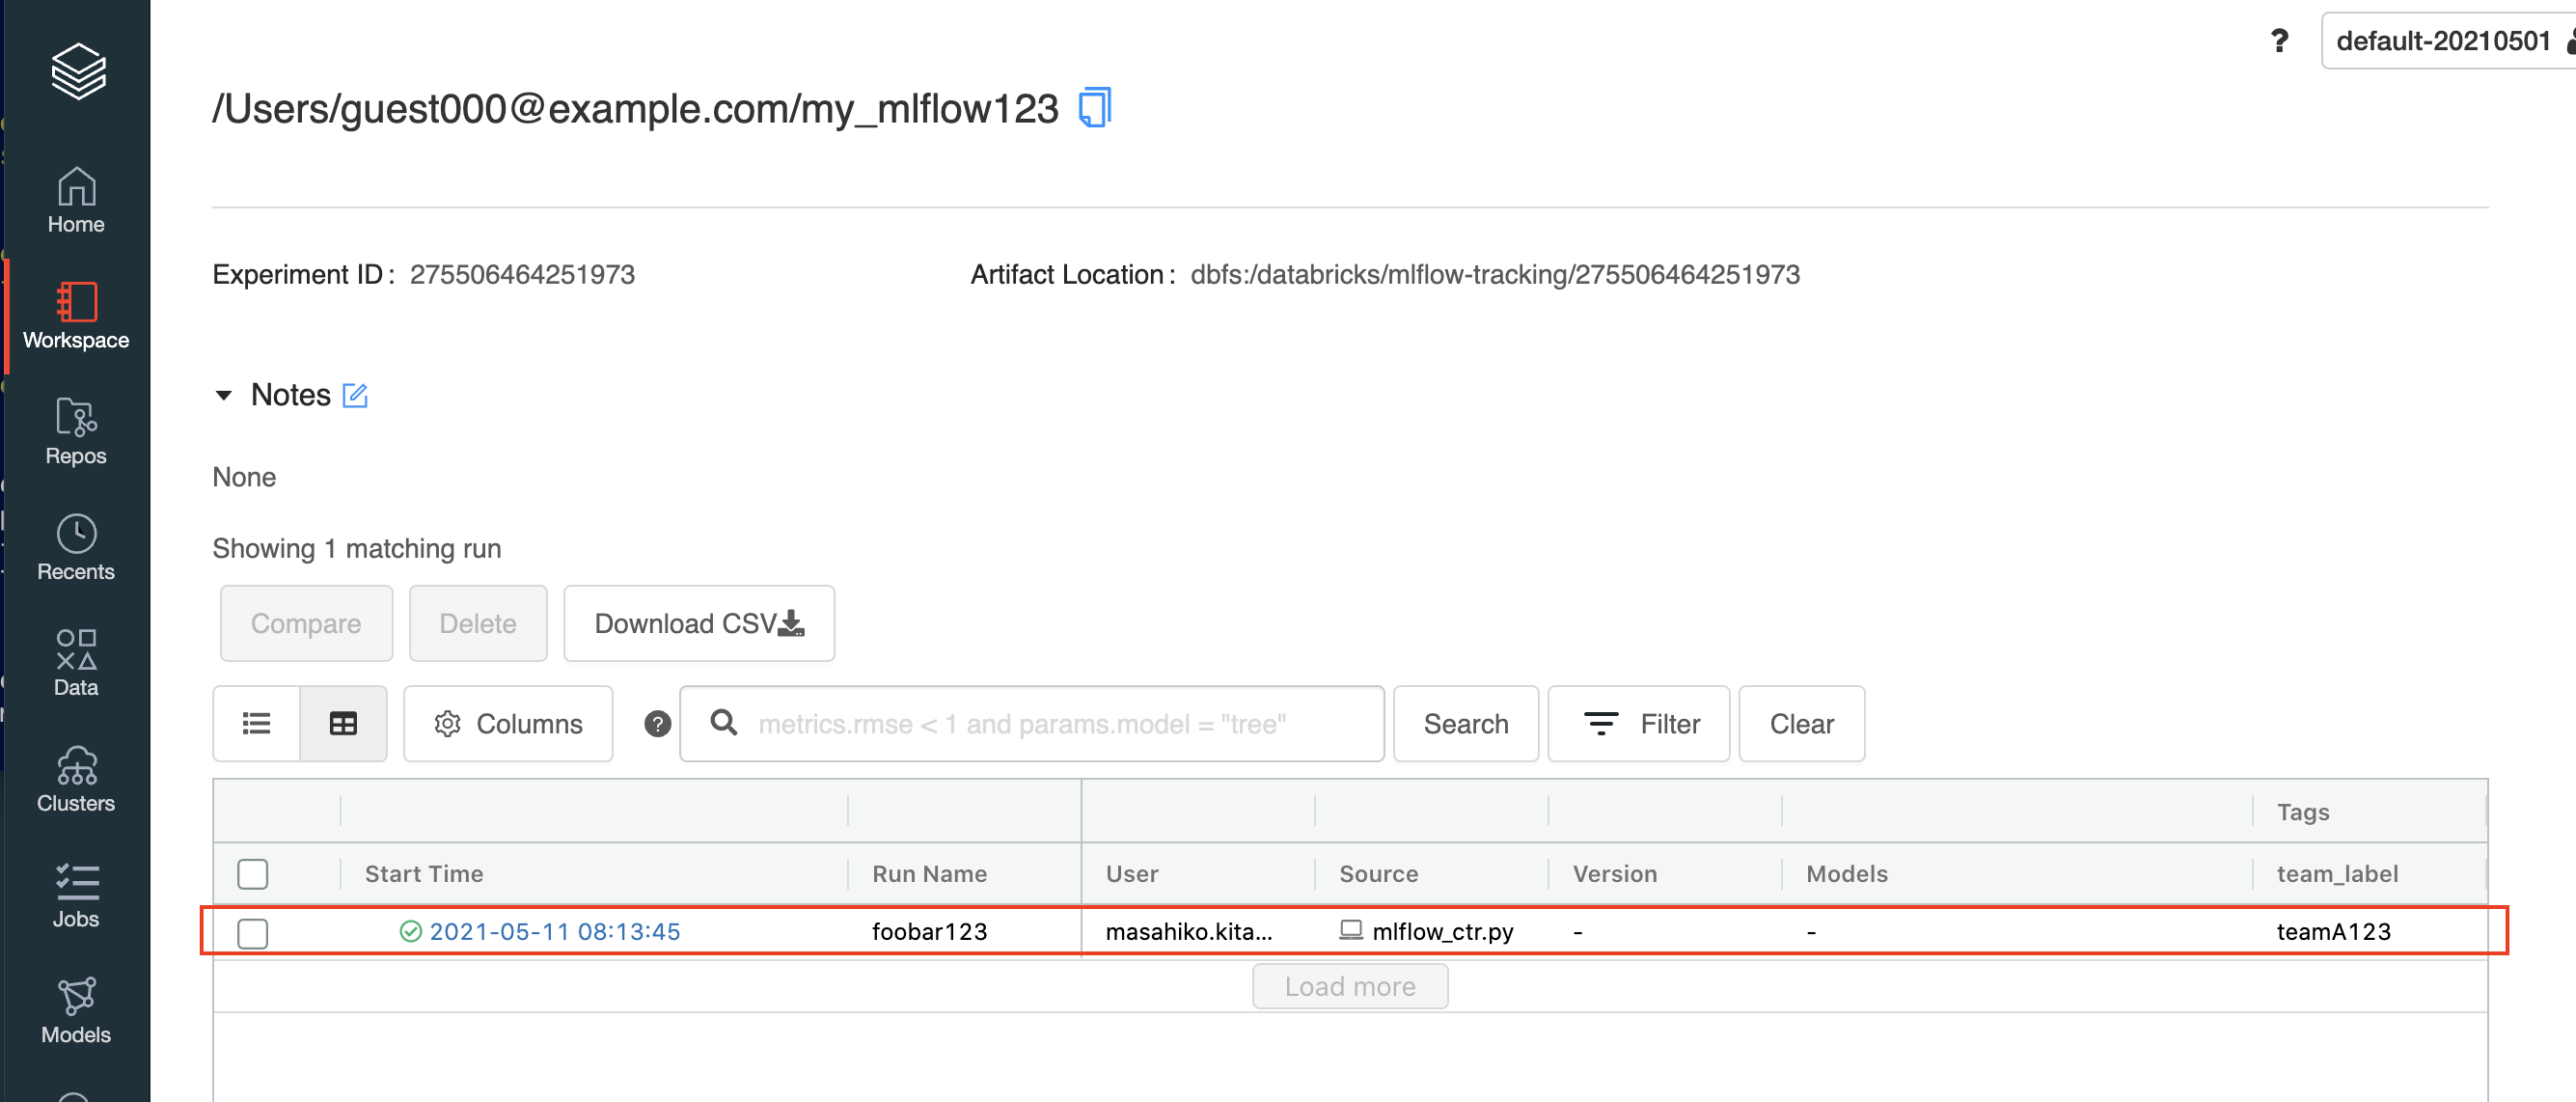 ? default-20210501
/Users/guest000@example.com/my_mlflow123
Home
Workspace
Repos
Recents
Data
Clusters
Jobs
Models
Experiment ID: 275506464251973 Artifact Location: dbfs:/databricks/mlflow-tracking/275506464251973
Notes
None
Showing 1 matching run
Compare Delete Download CSV
Columns ? metrics.rmse < 1 and params.model = "tree" Search Filter Clear
Tags
Start Time Run Name User Source Version Models team_label
2021-05-11 08:13:45 foobar123 masahiko.kita... mlflow_ctr.py - - teamA123
Load more